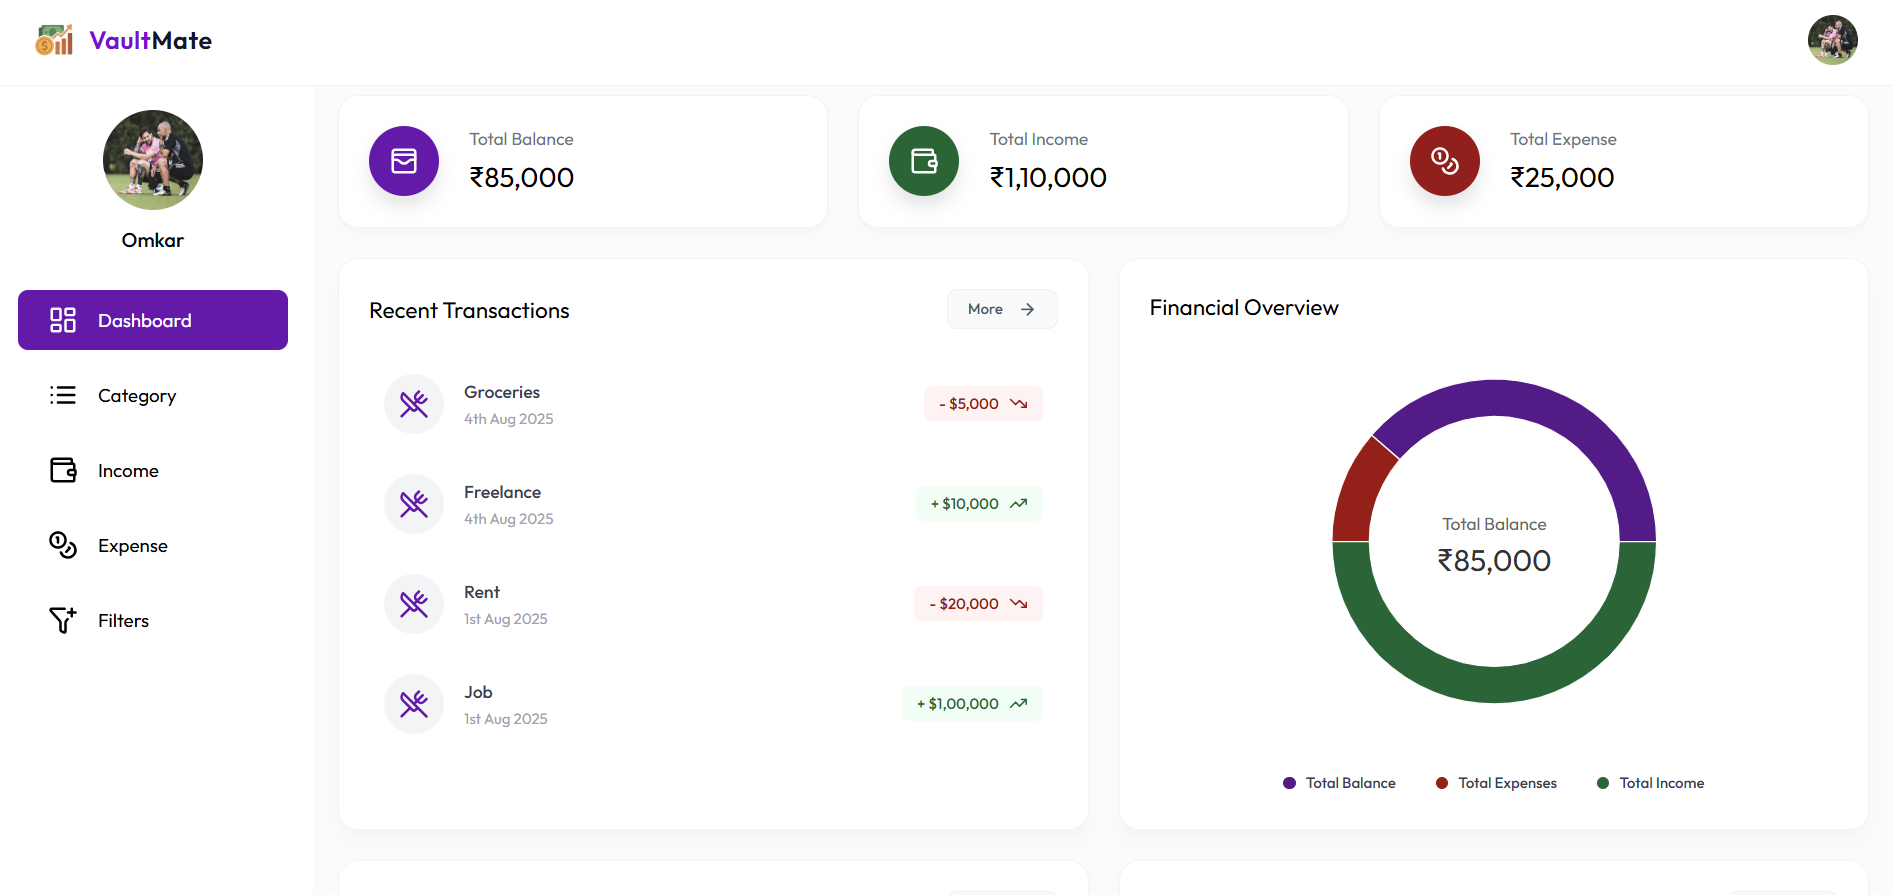 VaultMate
Omkar
Dashboard
Category
Income
Expense
Filters
Total Balance
₹85,000
Total Income
₹1,10,000
Total Expense
₹25,000
Recent Transactions
More
Groceries
4th Aug 2025
- $5,000
Freelance
4th Aug 2025
+ $10,000
Rent
1st Aug 2025
- $20,000
Job
1st Aug 2025
+ $1,00,000
Financial Overview
Total Balance
₹85,000
Total Balance
Total Expenses
Total Income